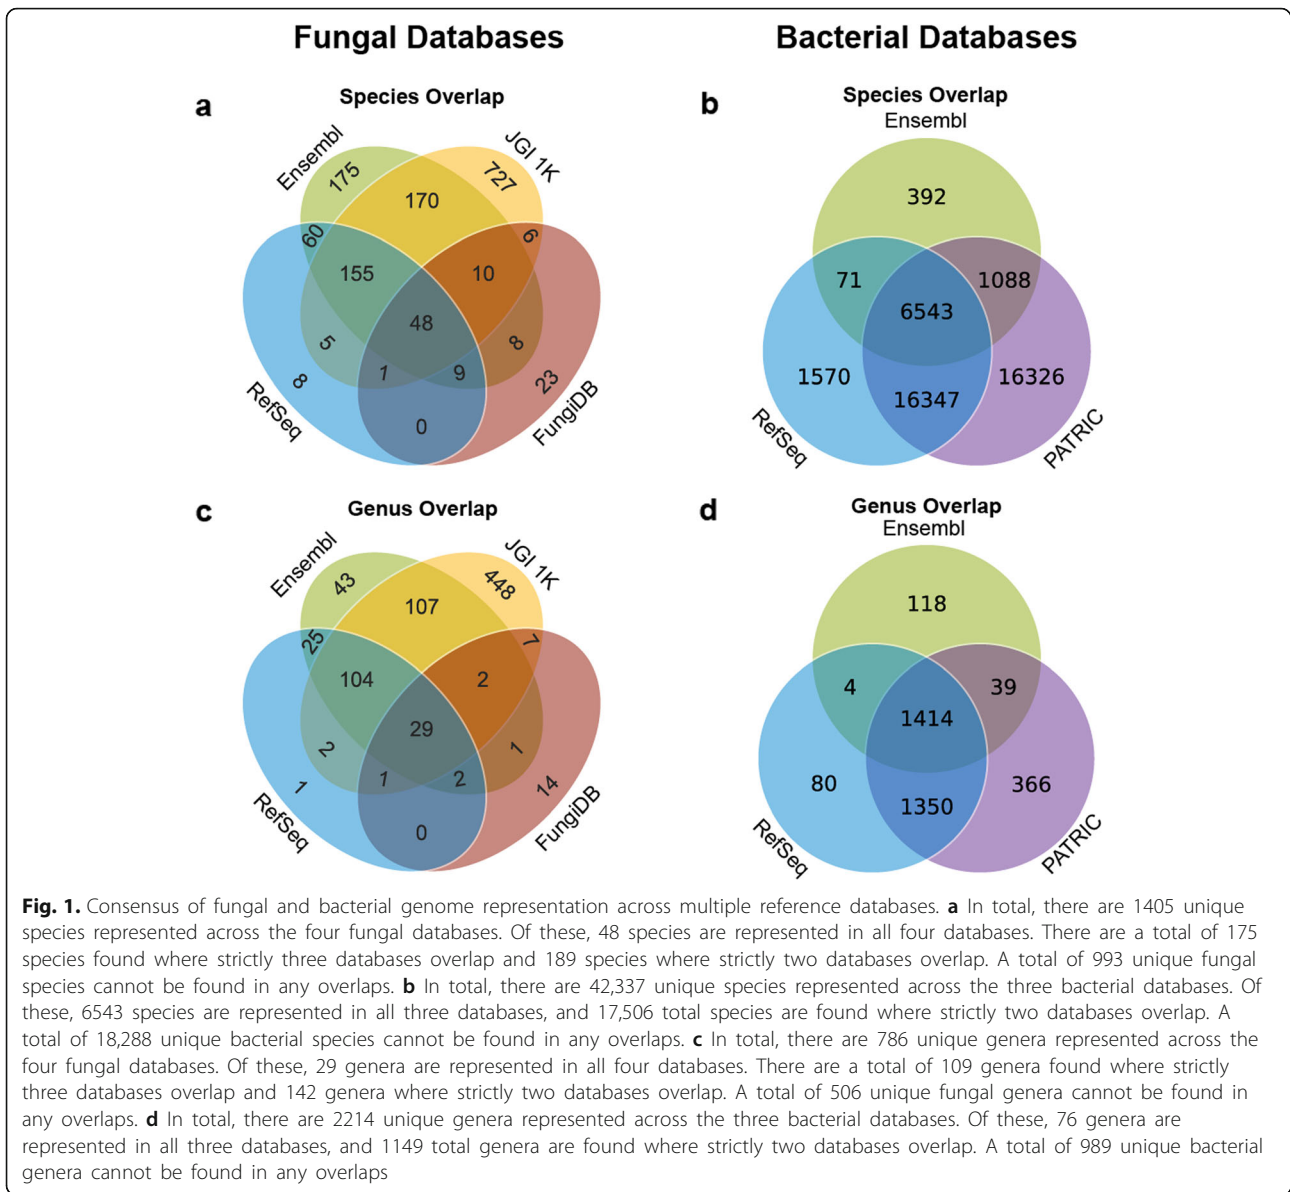 Fungal Databases
Bacterial Databases
a
Species Overlap
Ensembl
JGI 1K
175
727
170
60
6
155
10
48
5
8
1
9
8
23
0
RefSeq
FungiDB
b
Species Overlap
Ensembl
392
71
1088
6543
1570
16326
16347
RefSeq
PATRIC
c
Genus Overlap
Ensembl
JGI 1K
43
448
107
25
7
104
2
29
2
1
1
2
1
14
0
RefSeq
FungiDB
d
Genus Overlap
Ensembl
118
4
39
1414
80
366
1350
RefSeq
PATRIC
Fig. 1. Consensus of fungal and bacterial genome representation across multiple reference databases. a In total, there are 1405 unique
species represented across the four fungal databases. Of these, 48 species are represented in all four databases. There are a total of 175
species found where strictly three databases overlap and 189 species where strictly two databases overlap. A total of 993 unique fungal
species cannot be found in any overlaps. b In total, there are 42,337 unique species represented across the three bacterial databases. Of
these, 6543 species are represented in all three databases, and 17,506 total species are found where strictly two databases overlap. A
total of 18,288 unique bacterial species cannot be found in any overlaps. c In total, there are 786 unique genera represented across the
four fungal databases. Of these, 29 genera are represented in all four databases. There are a total of 109 genera found where strictly
three databases overlap and 142 genera where strictly two databases overlap. A total of 506 unique fungal genera cannot be found in
any overlaps. d In total, there are 2214 unique genera represented across the three bacterial databases. Of these, 76 genera are
represented in all three databases, and 1149 total genera are found where strictly two databases overlap. A total of 989 unique bacterial
genera cannot be found in any overlaps